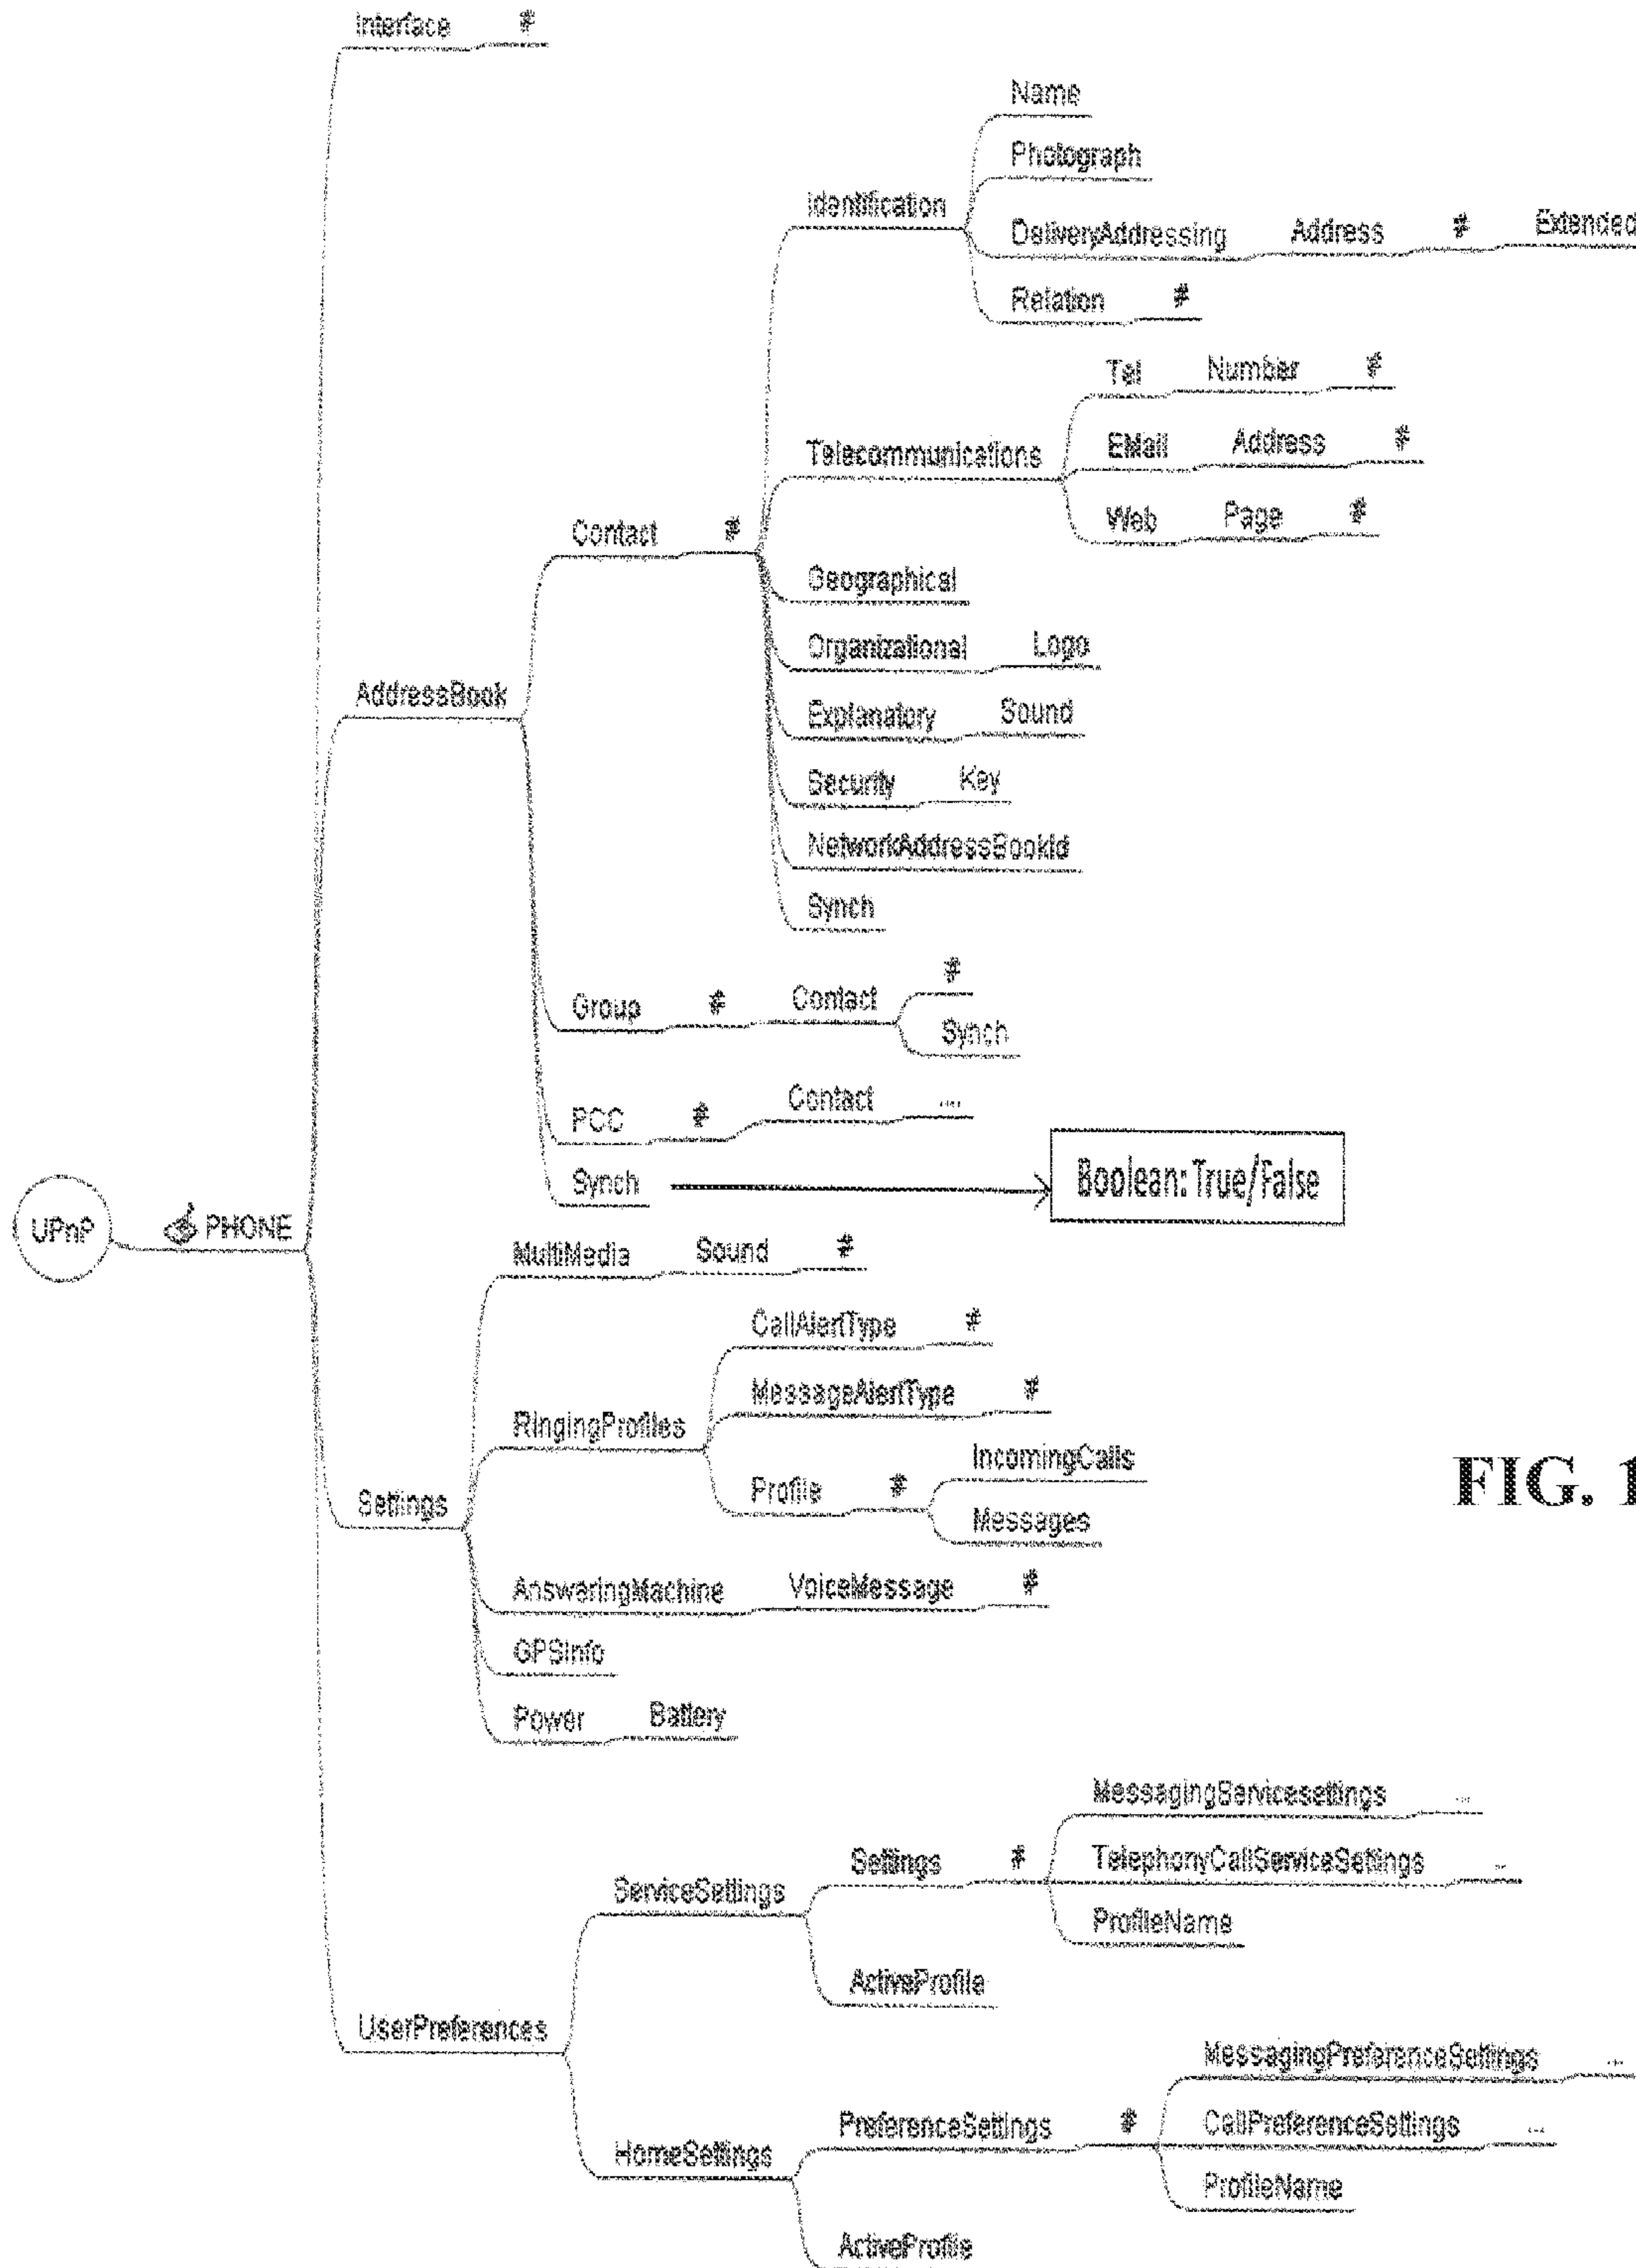 Interface #
Name
Photograph
Identification
DeliveryAddressing Address # Extended
Relation #
Tel Number #
EMail Address #
Telecommunications
Web Page #
Contact #
Geographical
Organizational Logo
AddressBook
Explanatory Sound
Security Key
NetworkAddressBookId
Synch
#
Group # Contact
Synch
PCC # Contact ...
Synch
Boolean: True/False
UPnP
PHONE
MultiMedia Sound #
CallAlertType #
MessageAlertType #
RingingProfiles
IncomingCalls
Profile #
Messages
Settings
FIG. 1
AnsweringMachine VoiceMessage #
GPSInfo
Power Battery
MessagingServicesettings ...
Settings #
TelephonyCallServiceSettings ...
ServiceSettings
ProfileName
ActiveProfile
UserPreferences
MessagingPreferenceSettings ...
PreferenceSettings #
CallPreferenceSettings ...
HomeSettings
ProfileName
ActiveProfile